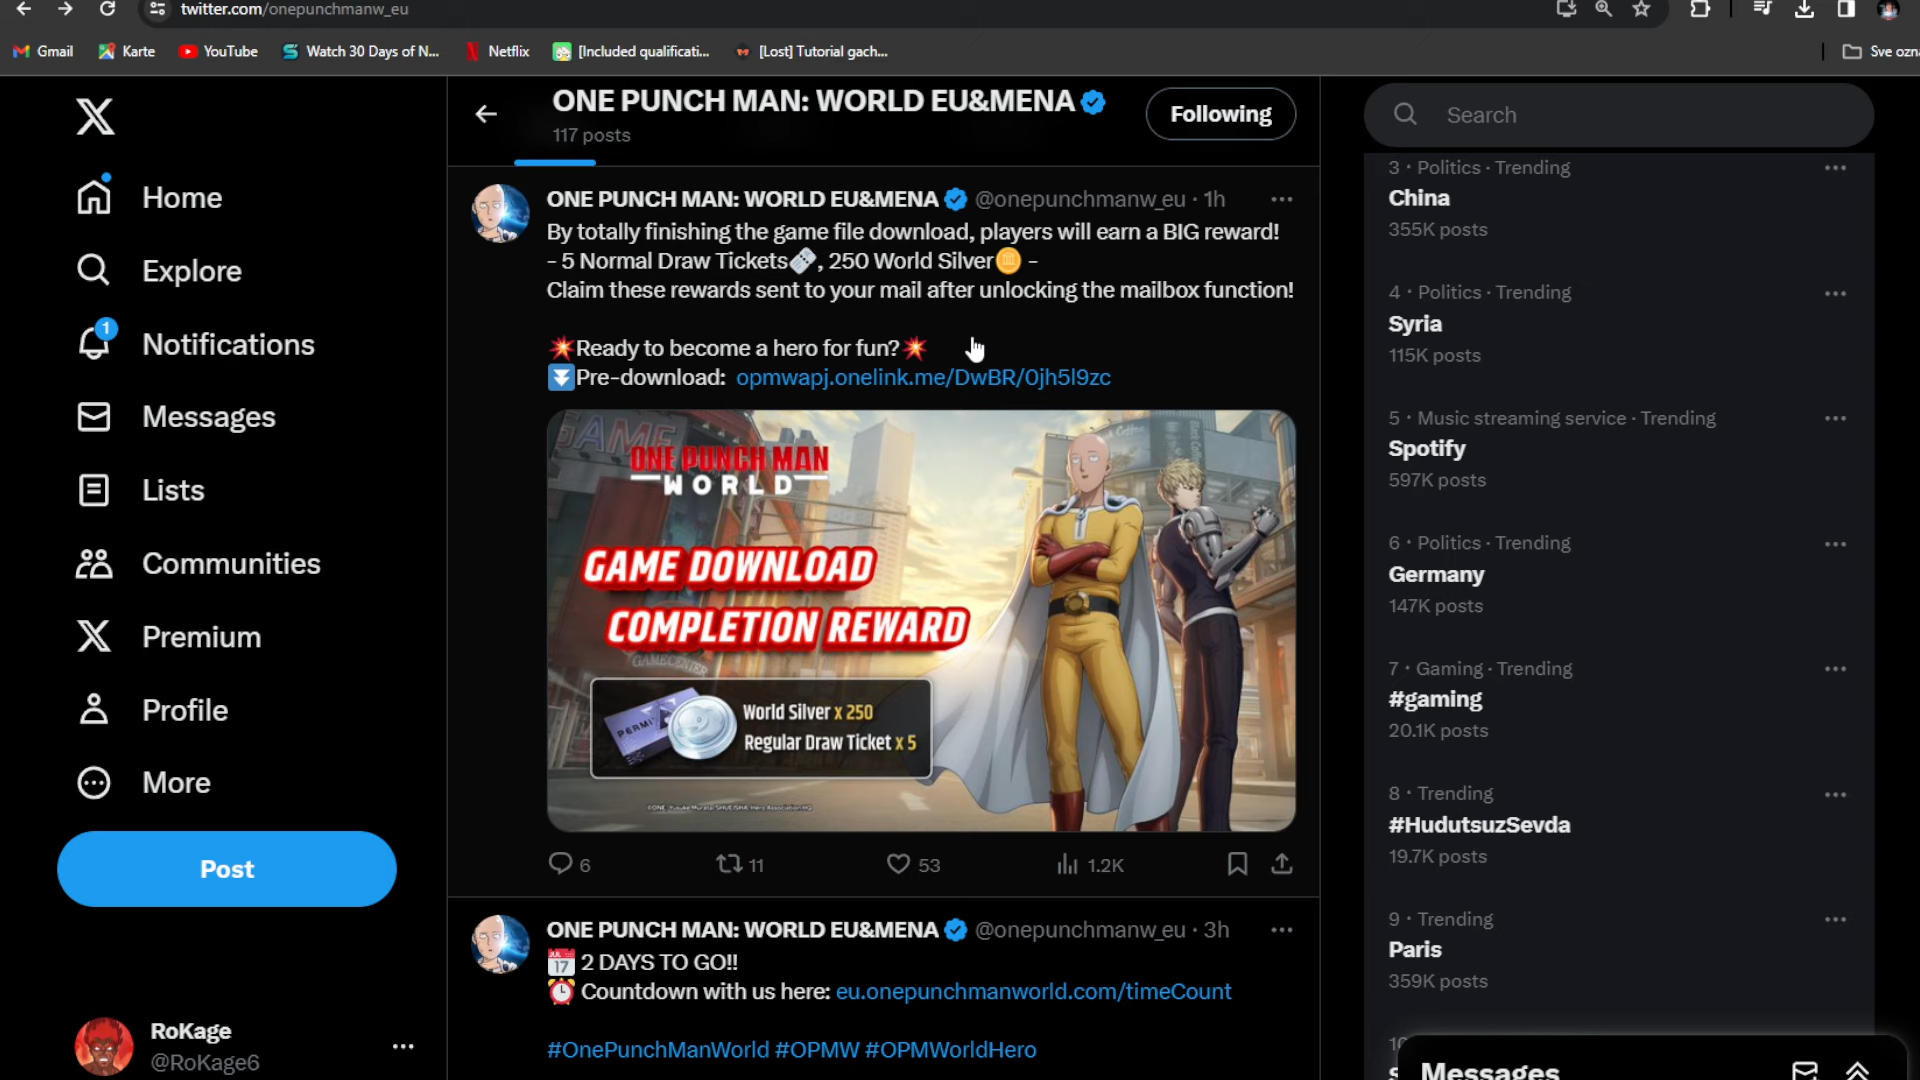 twitter.com/onepunchmanw_eu
Gmail
Karte
YouTube
Watch 30 Days of N...
Netflix
[Included qualificati...
[Lost] Tutorial gach...
Sve ozna
Home
Explore
1
Notifications
Messages
Lists
Communities
Premium
Profile
More
Post
RoKage
@RoKage6
ONE PUNCH MAN: WORLD EU&MENA
117 posts
Following
ONE PUNCH MAN: WORLD EU&MENA @onepunchmanw_eu · 1h
By totally finishing the game file download, players will earn a BIG reward!
- 5 Normal Draw Tickets🎟, 250 World Silver🪙 -
Claim these rewards sent to your mail after unlocking the mailbox function!
💥Ready to become a hero for fun?💥
⏬Pre-download: opmwapj.onelink.me/DwBR/0jh5l9zc
GAME
ONE PUNCH MAN
WORLD
GAME DOWNLOAD
COMPLETION REWARD
GAMECENTER
PERMIT
World Silver x 250
Regular Draw Ticket x 5
6
11
53
1.2K
ONE PUNCH MAN: WORLD EU&MENA @onepunchmanw_eu · 3h
📅 2 DAYS TO GO!!
⏰ Countdown with us here: eu.onepunchmanworld.com/timeCount
#OnePunchManWorld #OPMW #OPMWorldHero
Search
3 · Politics · Trending
China
355K posts
4 · Politics · Trending
Syria
115K posts
5 · Music streaming service · Trending
Spotify
597K posts
6 · Politics · Trending
Germany
147K posts
7 · Gaming · Trending
#gaming
20.1K posts
8 · Trending
#HudutsuzSevda
19.7K posts
9 · Trending
Paris
359K posts
Messages